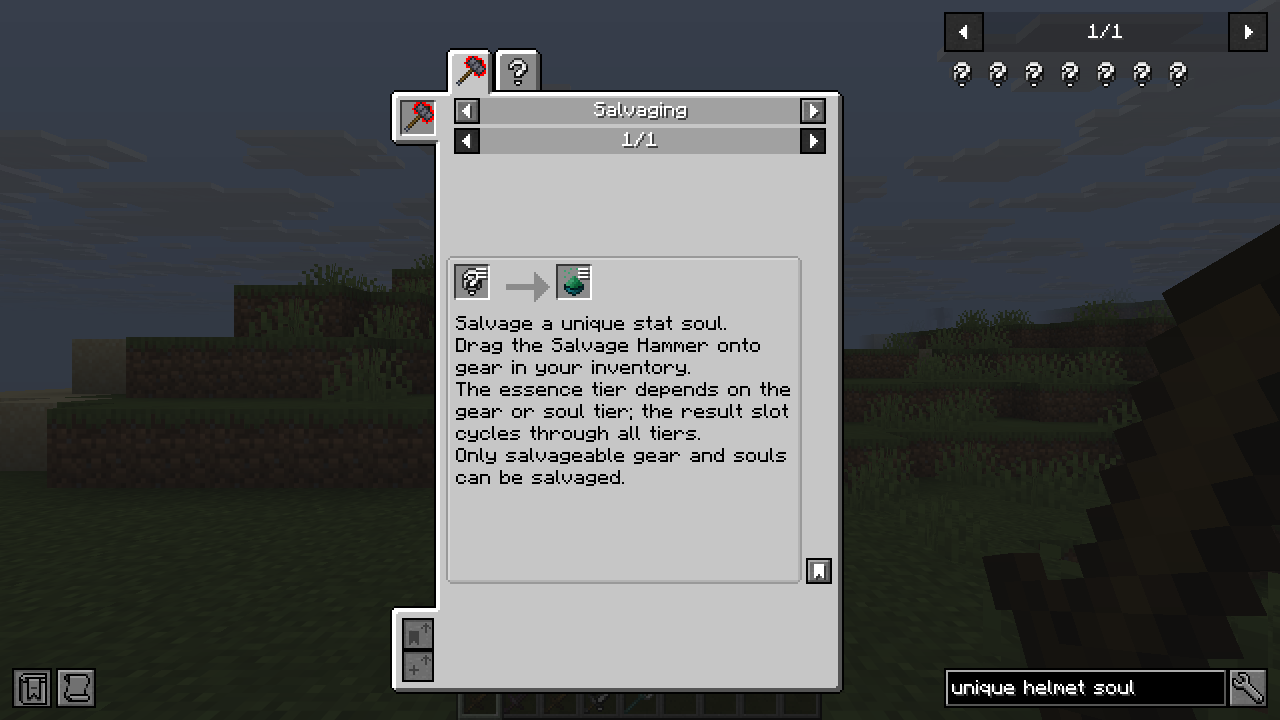 1/1
Salvaging
1/1
Salvage a unique stat soul.
Drag the Salvage Hammer onto
gear in your inventory.
The essence tier depends on the
gear or soul tier; the result slot
cycles through all tiers.
Only salvageable gear and souls
can be salvaged.
unique helmet soul